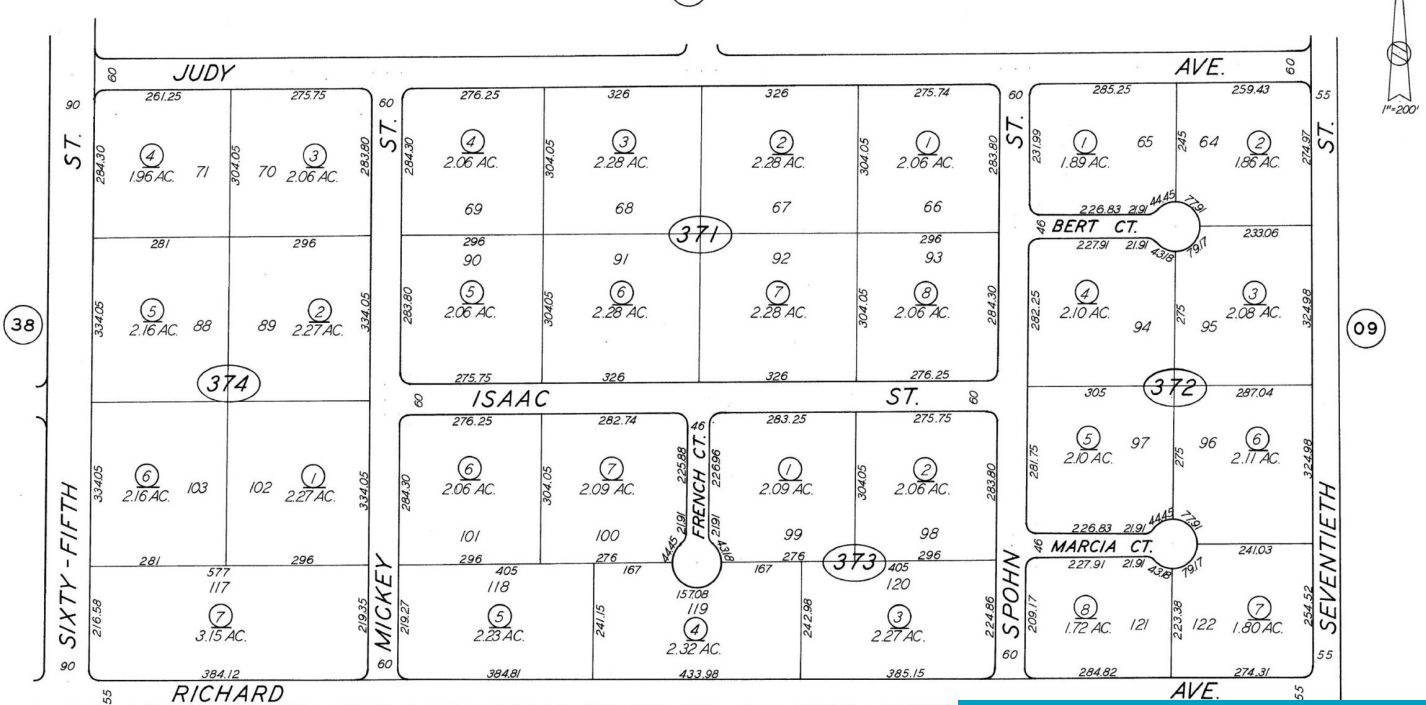 JUDY AVE.
60 60
90 261.25 275.75 60 276.25 326 326 275.74 60 285.25 259.43 55
1"=200'
ST. ST. ST. ST.
284.30 4 1.96 AC. 71 304.05 70 3 2.06 AC. 283.80
284.30 4 2.06 AC. 304.05 3 2.28 AC. 2 2.28 AC. 304.05 1 2.06 AC. 283.80
231.99 1 1.89 AC. 65 245 64 2 1.86 AC. 274.97
69 68 67 66
226.83 21.91 44.45 77.91
371
46 BERT CT. 233.06
281 296 296 296 227.91 21.91 43.18 79.17
90 91 92 93
334.05 5 2.16 AC. 88 89 2 2.27 AC. 334.05
283.80 5 2.06 AC. 304.05 6 2.28 AC. 7 2.28 AC. 304.05 8 2.06 AC. 284.30
282.25 4 2.10 AC. 94 275 95 3 2.08 AC. 324.98
38 09
374 275.75 326 326 276.25 372
60 ISAAC ST. 60 305 287.04
276.25 282.74 46 283.25 275.75
334.05 6 2.16 AC. 103 102 1 2.27 AC. 334.05
284.30 6 2.06 AC. 304.05 7 2.09 AC. 225.88 FRENCH CT. 226.96 1 2.09 AC. 304.05 2 2.06 AC. 283.80
281.75 5 2.10 AC. 97 275 96 6 2.11 AC. 324.98
101 100 21.91 21.91 99 98
226.83 21.91 44.45 77.91
44.45 43.18
46 MARCIA CT. 241.03
281 296 296 276 276 373 296 227.91 21.91 43.18 79.17
577 405 167 167 405
117 118 157.08 120
119
216.58 7 3.15 AC. 219.35
219.27 5 2.23 AC. 241.15 4 2.32 AC. 242.98 3 2.27 AC. 224.86
209.17 8 1.72 AC. 121 223.38 122 7 1.80 AC. 254.52
SIXTY-FIFTH MICKEY SPOHN SEVENTIETH
90 60 60 55
384.12 384.81 433.98 385.15 284.82 274.31
55 RICHARD AVE. 55